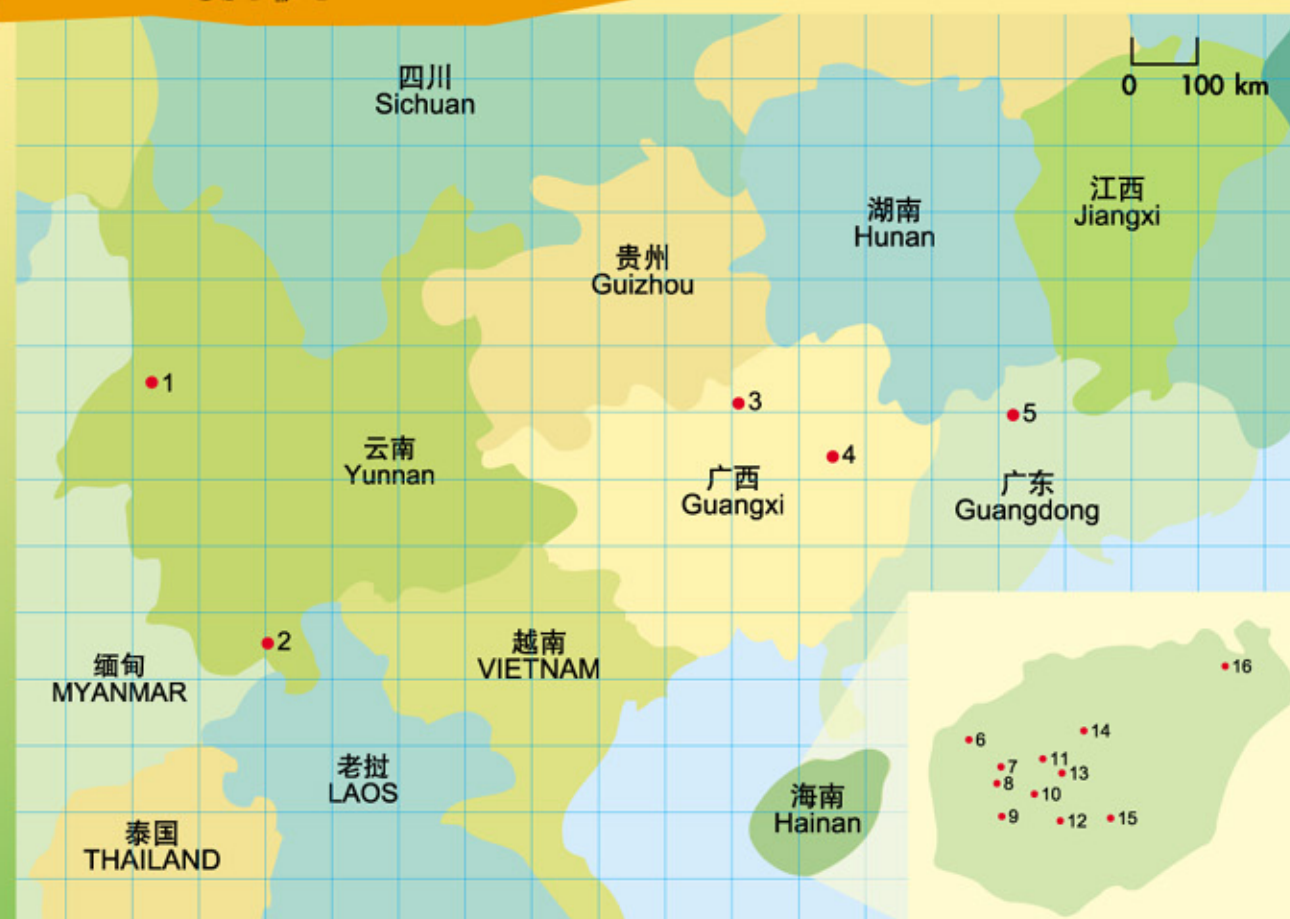 0 100 km
四川
Sichuan
江西
Jiangxi
湖南
Hunan
贵州
Guizhou
1
3
5
4
云南
Yunnan
广西
Guangxi
广东
Guangdong
2
越南
VIETNAM
缅甸
MYANMAR
16
14
6
11
7
13
8
10
9
12
15
老挝
LAOS
海南
Hainan
泰国
THAILAND